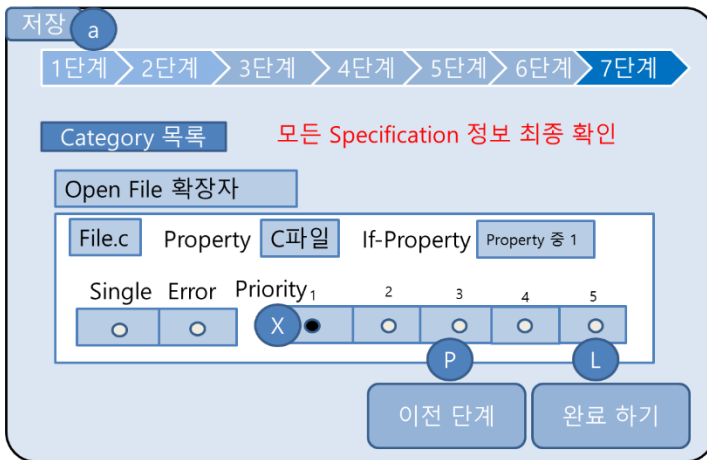 저장 a
1단계 2단계 3단계 4단계 5단계 6단계 7단계
Category 목록 모든 Specification 정보 최종 확인
Open File 확장자
File.c Property C파일 If-Property Property 중 1
Single Error Priority 1 2 3 4 5
X
P L
이전 단계 완료 하기